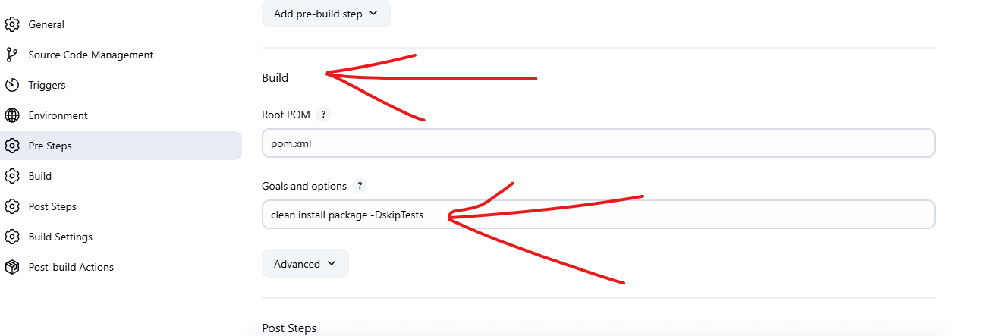 General
Source Code Management
Triggers
Environment
Pre Steps
Build
Post Steps
Build Settings
Post-build Actions
Add pre-build step
Build
Root POM ?
pom.xml
Goals and options ?
clean install package -DskipTests
Advanced
Post Steps